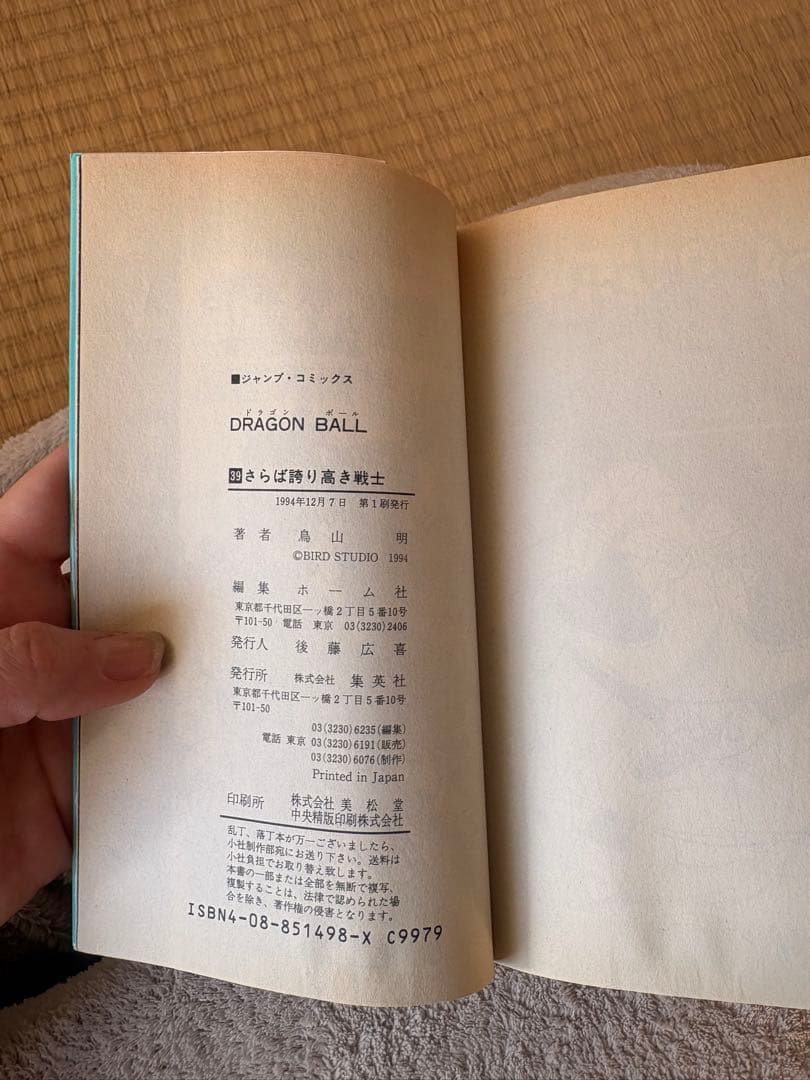 ■ジャンプ・コミックス
ドラゴン ボール
DRAGON BALL
39さらば誇り高き戦士
1994年12月7日 第1刷発行
著者 鳥山 明
©BIRD STUDIO 1994
編集 ホーム社
東京都千代田区一ッ橋2丁目5番10号
〒101-50 電話 東京 03(3230)2406
発行人 後藤広喜
発行所 株式会社 集英社
東京都千代田区一ッ橋2丁目5番10号
〒101-50
03(3230)6235(編集)
電話 東京 03(3230)6191(販売)
03(3230)6076(制作)
Printed in Japan
印刷所 株式会社 美松堂
中央精版印刷株式会社
乱丁、落丁本が万一ございましたら、
小社制作部宛にお送り下さい。送料は
小社負担でお取り替え致します。
本書の一部または全部を無断で複写、
複製することは、法律で認められた場
合を除き、著作権の侵害となります。
ISBN4-08-851498-X C9979